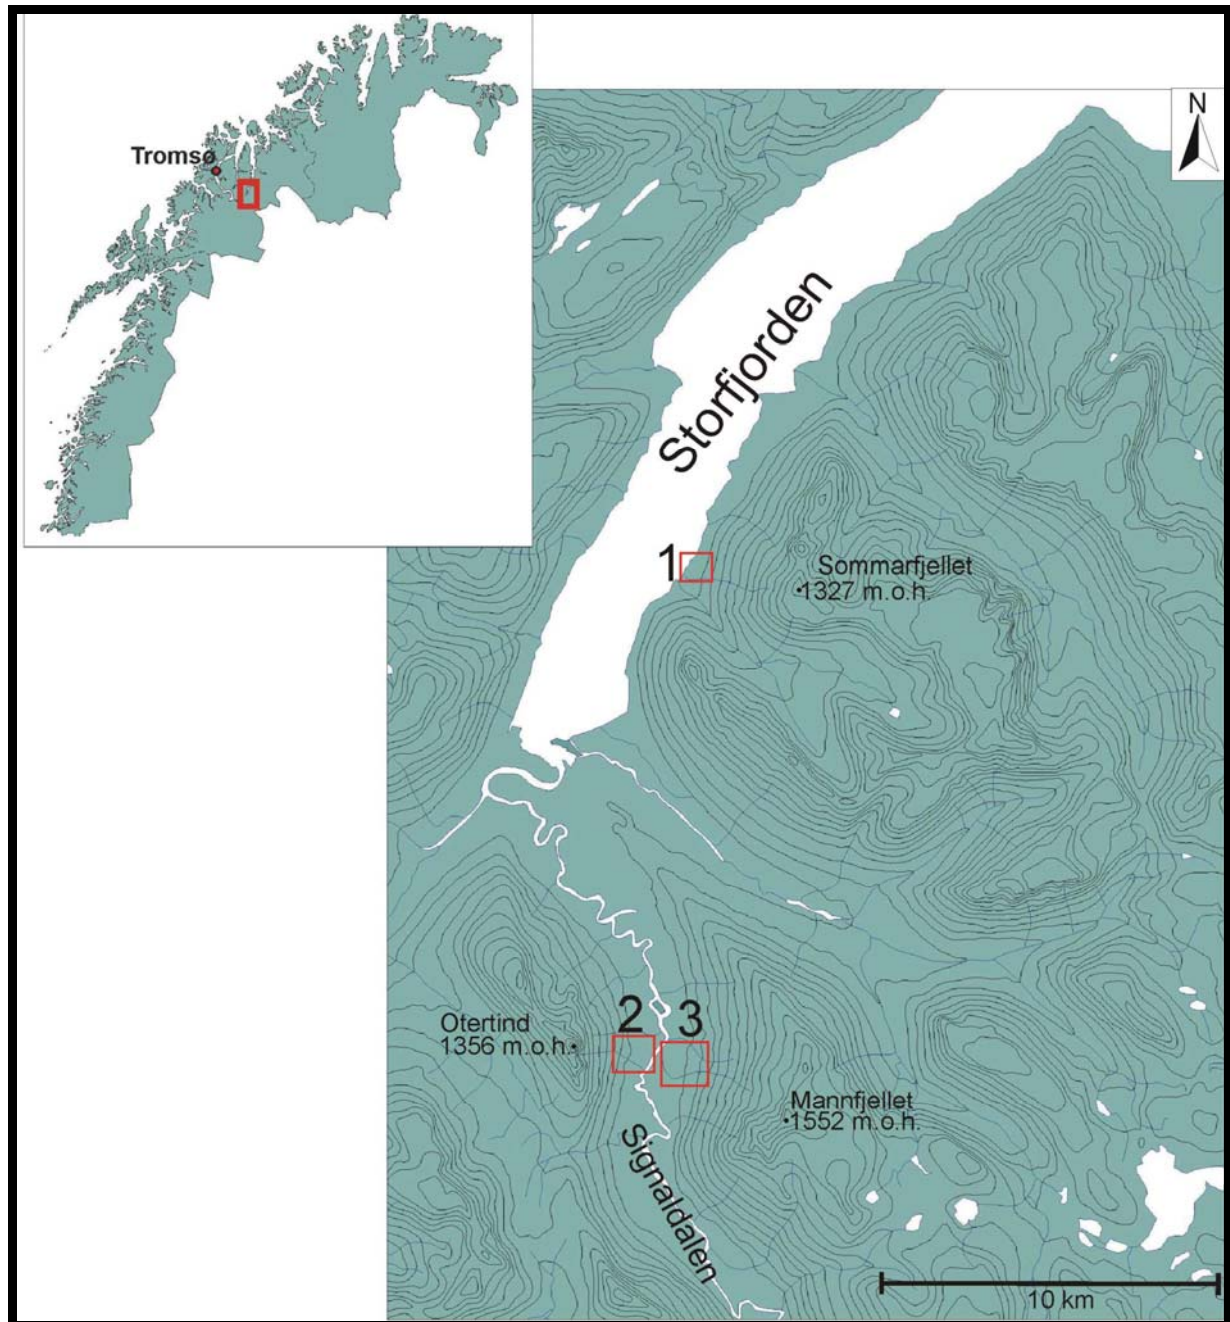 Tromsø
N
Storfjorden
1
Sommarfjellet
1327 m.o.h.
2
3
Otertind
1356 m.o.h.
Mannfjellet
1552 m.o.h.
Signaldalen
10 km